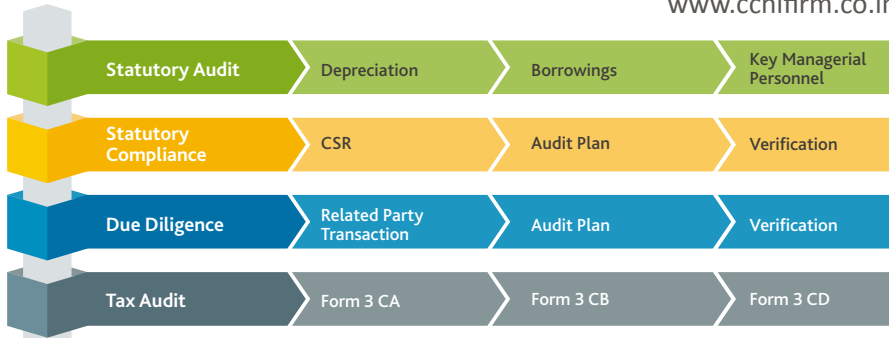 www.cchifirm.co.in
Statutory Audit
Depreciation
Borrowings
Key Managerial
Personnel
Statutory
Compliance
CSR
Audit Plan
Verification
Due Diligence
Related Party
Transaction
Audit Plan
Verification
Tax Audit
Form 3 CA
Form 3 CB
Form 3 CD